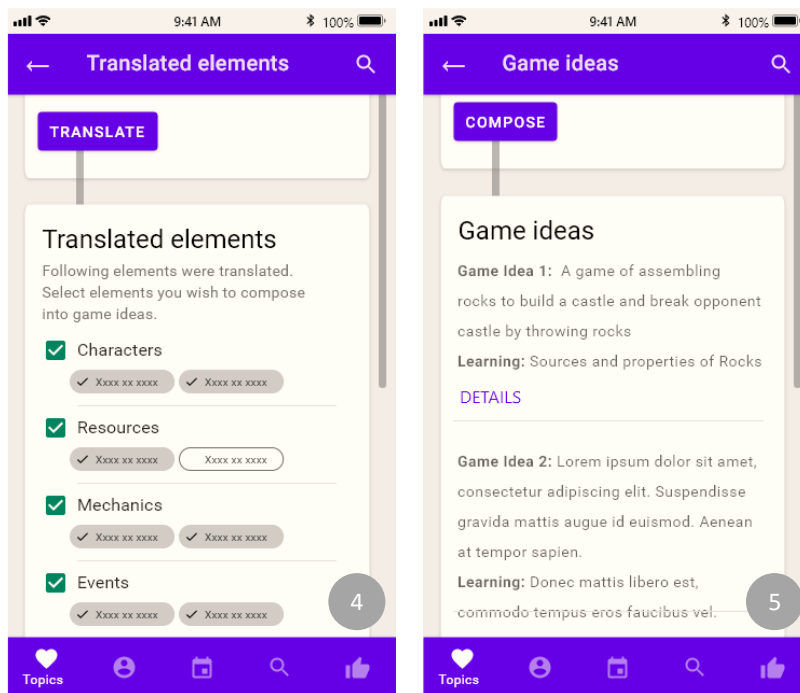 9:41 AM
100%
Translated elements
TRANSLATE
Translated elements
Following elements were translated.
Select elements you wish to compose
into game ideas.
Characters
Xxxx xx xxxx
Xxxx xx xxxx
Resources
Xxxx xx xxxx
Xxxx xx xxxx
Mechanics
Xxxx xx xxxx
Xxxx xx xxxx
Events
Xxxx xx xxxx
Xxxx xx xxxx
4
Topics
9:41 AM
100%
Game ideas
COMPOSE
Game ideas
Game Idea 1: A game of assembling
rocks to build a castle and break opponent
castle by throwing rocks
Learning: Sources and properties of Rocks
DETAILS
Game Idea 2: Lorem ipsum dolor sit amet,
consectetur adipiscing elit. Suspendisse
gravida mattis augue id euismod. Aenean
at tempor sapien.
Learning: Donec mattis libero est,
commodo tempus eros faucibus vel.
5
Topics